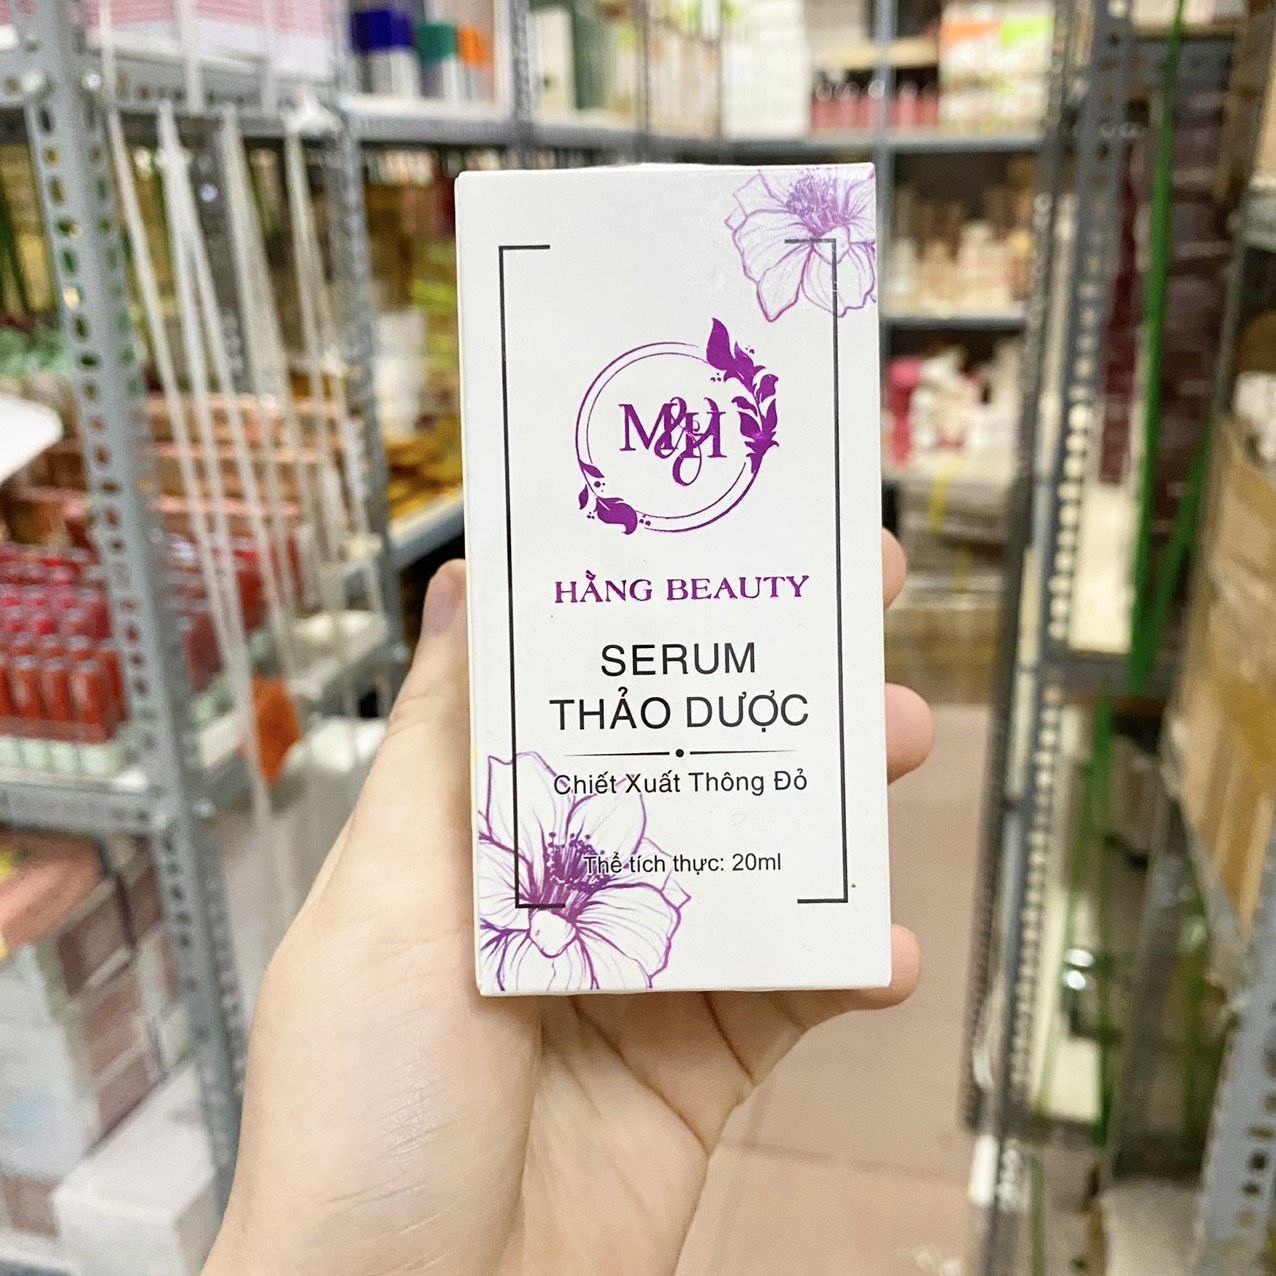 M&H
HẰNG BEAUTY
SERUM
THẢO DƯỢC
Chiết Xuất Thông Đỏ
Thể tích thực: 20ml